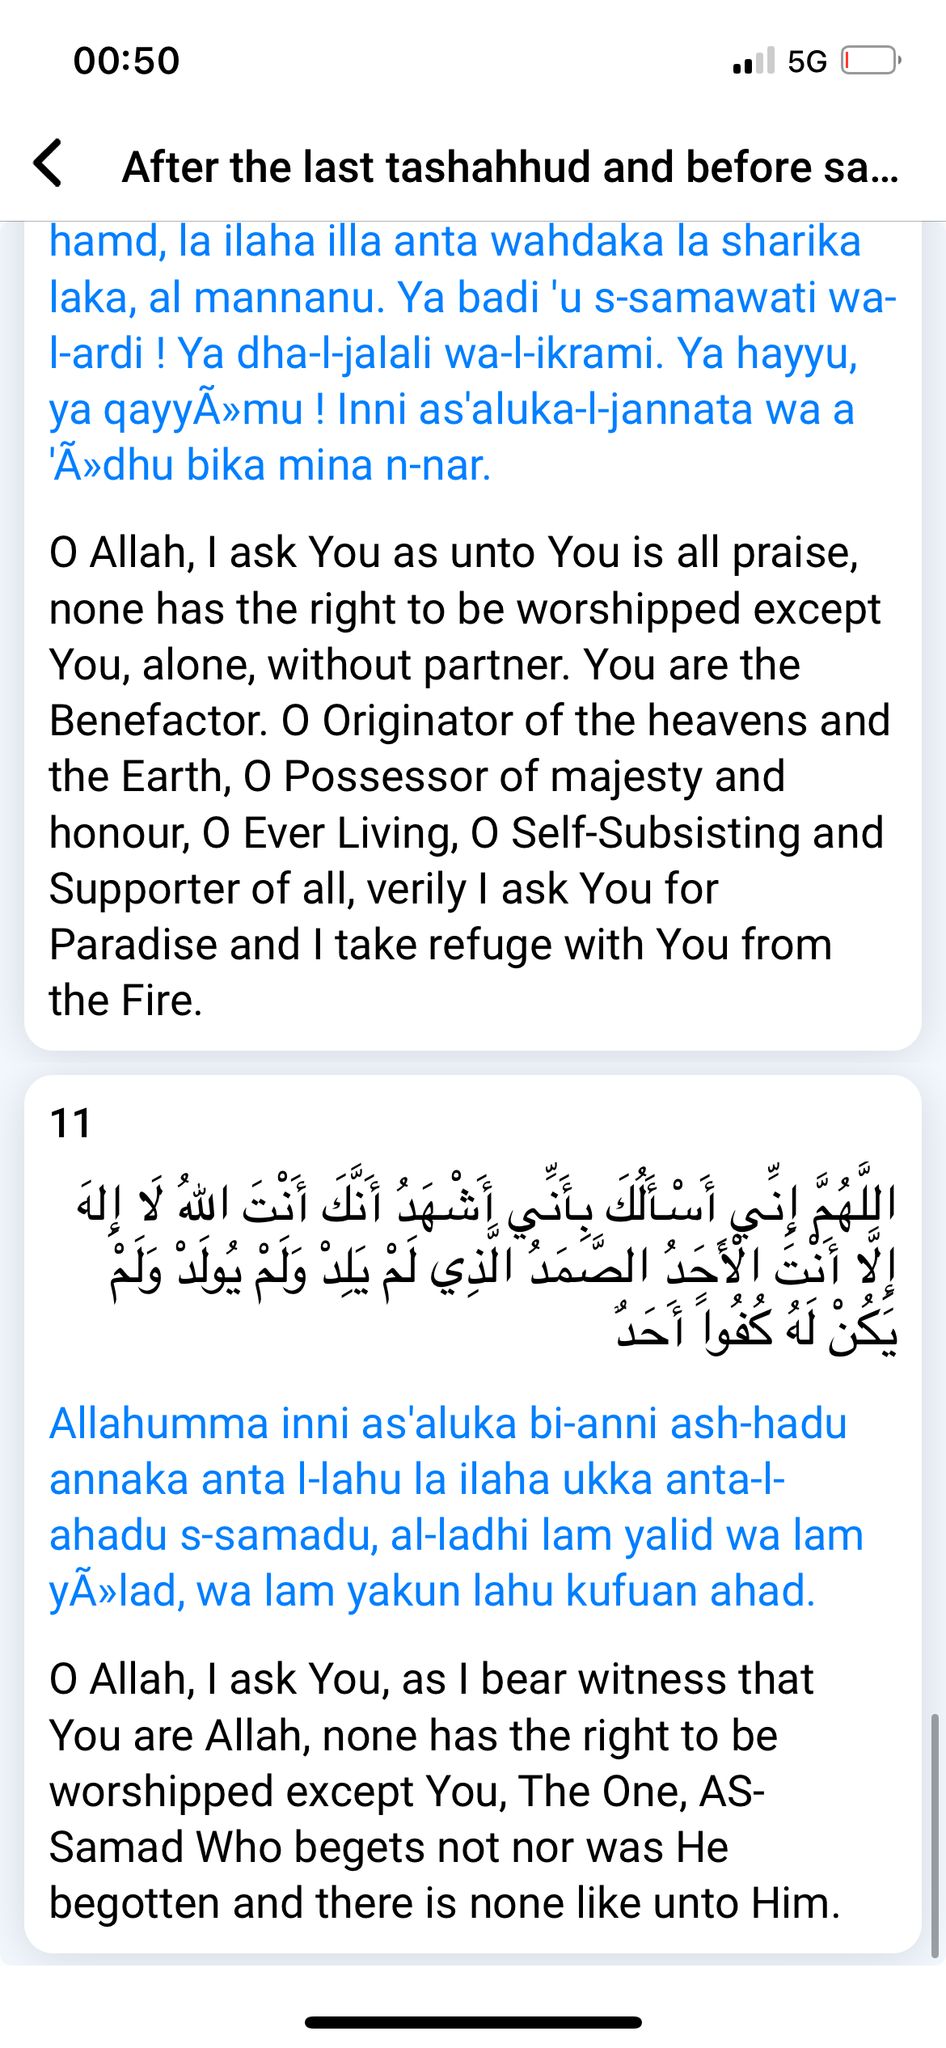 00:50
5G
After the last tashahhud and before sa...
hamd, la ilaha illa anta wahdaka la sharika
laka, al mannanu. Ya badi 'u s-samawati wa-
l-ardi ! Ya dha-l-jalali wa-l-ikrami. Ya hayyu,
ya qayyÃ»mu ! Inni as'aluka-l-jannata wa a
'Ã»dhu bika mina n-nar.
O Allah, I ask You as unto You is all praise,
none has the right to be worshipped except
You, alone, without partner. You are the
Benefactor. O Originator of the heavens and
the Earth, O Possessor of majesty and
honour, O Ever Living, O Self-Subsisting and
Supporter of all, verily I ask You for
Paradise and I take refuge with You from
the Fire.
11
اللَّهُمَّ إِنِّي أَسْأَلُكَ بِأَنِّي أَشْهَدُ أَنَّكَ أَنْتَ اللهُ لَا إِلهَ
إِلَّا أَنْتَ الْأَحَدُ الصَّمَدُ الَّذِي لَمْ يَلِدْ وَلَمْ يُولَدْ وَلَمْ
يَكُنْ لَهُ كُفُواً أَحَدٌ
Allahumma inni as'aluka bi-anni ash-hadu
annaka anta l-lahu la ilaha ukka anta-l-
ahadu s-samadu, al-ladhi lam yalid wa lam
yÃ»lad, wa lam yakun lahu kufuan ahad.
O Allah, I ask You, as I bear witness that
You are Allah, none has the right to be
worshipped except You, The One, AS-
Samad Who begets not nor was He
begotten and there is none like unto Him.